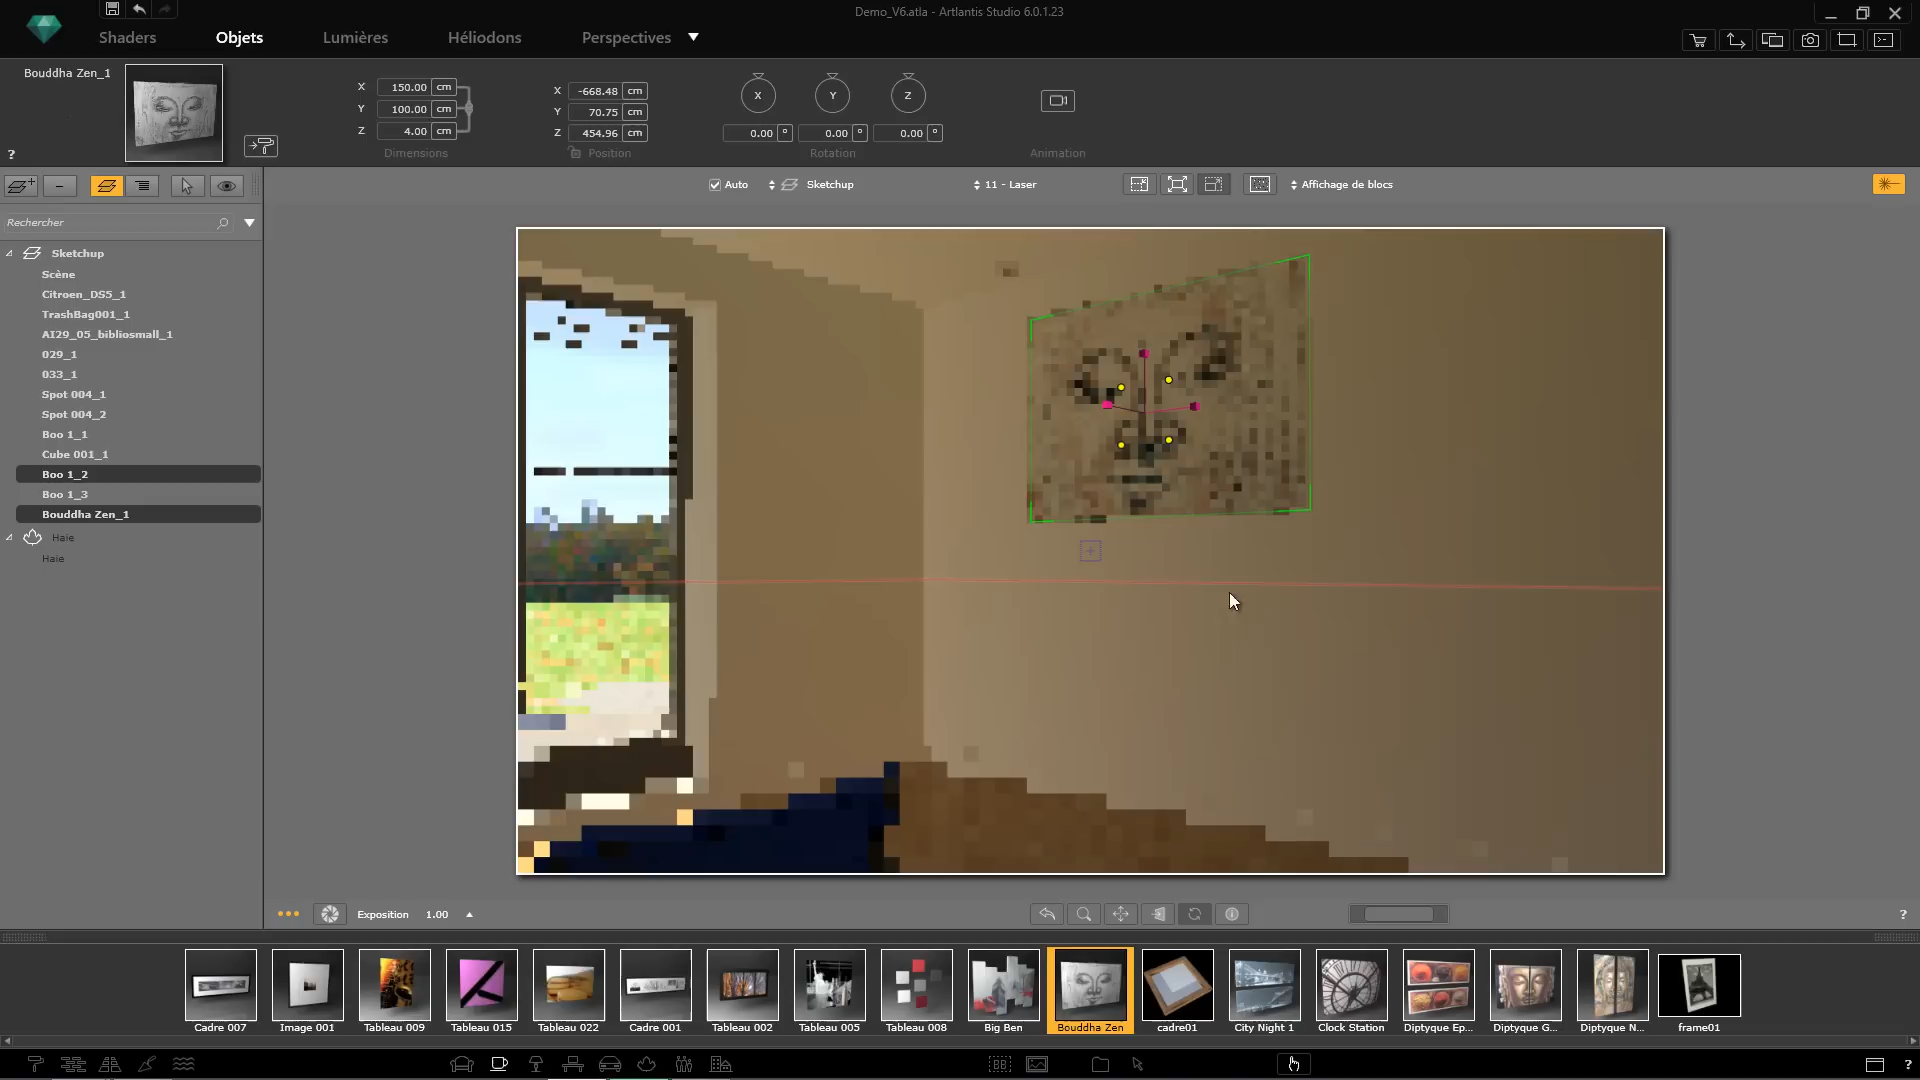 Demo_V6.atla - Artlantis Studio 6.0.1.23
Shaders
Objets
Lumières
Héliodons
Perspectives
Bouddha Zen_1
?
X 150.00 cm
Y 100.00 cm
Z 4.00 cm
Dimensions
X -668.48 cm
Y 70.75 cm
Z 454.96 cm
Position
X
Y
Z
0.00 °
0.00 °
0.00 °
Rotation
Animation
Auto
Sketchup
11 - Laser
Affichage de blocs
Rechercher
Sketchup
Scène
Citroen_DS5_1
TrashBag001_1
AI29_05_bibliosmall_1
029_1
033_1
Spot 004_1
Spot 004_2
Boo 1_1
Cube 001_1
Boo 1_2
Boo 1_3
Bouddha Zen_1
Haie
Haie
Exposition 1.00
?
Cadre 007
Image 001
Tableau 009
Tableau 015
Tableau 022
Cadre 001
Tableau 002
Tableau 005
Tableau 008
Big Ben
Bouddha Zen
cadre01
City Night 1
Clock Station
Diptyque Ep...
Diptyque G...
Diptyque N...
frame01
?